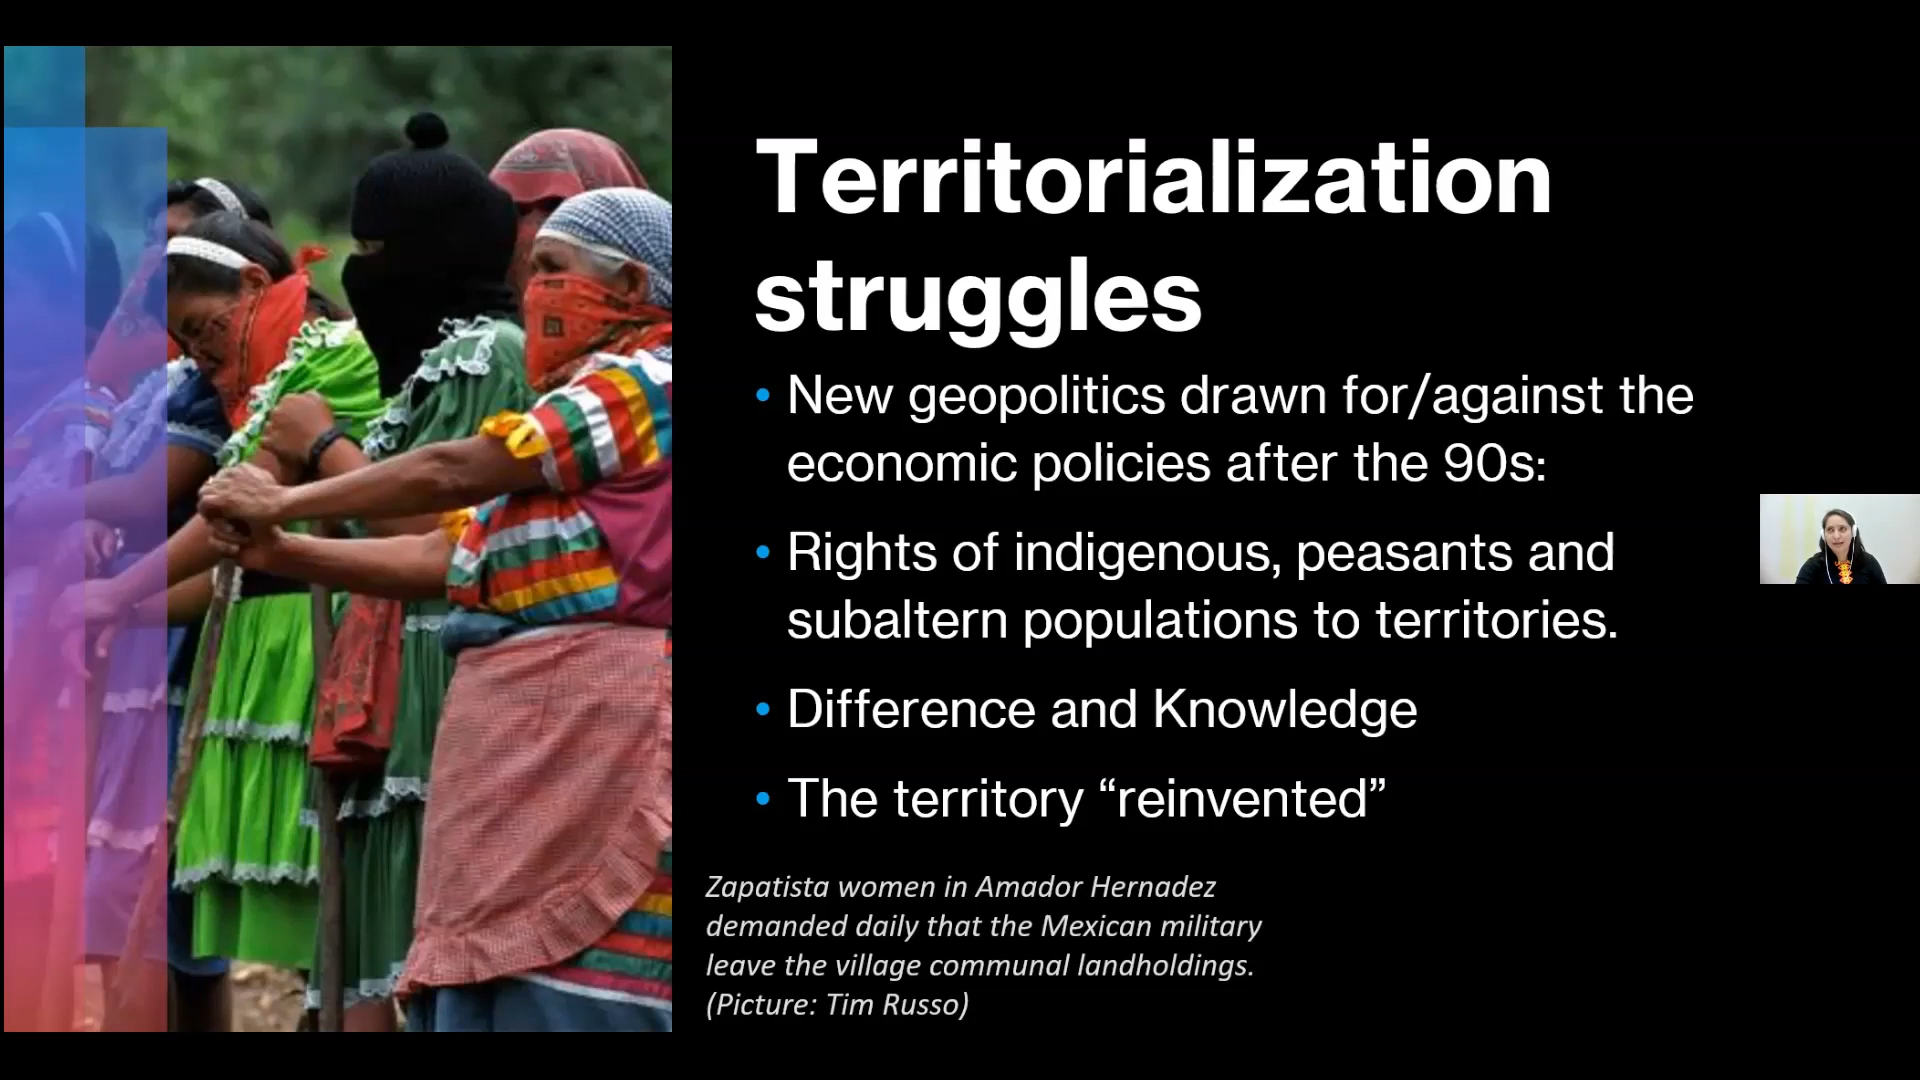 Territorialization
struggles
• New geopolitics drawn for/against the
economic policies after the 90s:
• Rights of indigenous, peasants and
subaltern populations to territories.
• Difference and Knowledge
• The territory “reinvented”
Zapatista women in Amador Hernadez
demanded daily that the Mexican military
leave the village communal landholdings.
(Picture: Tim Russo)